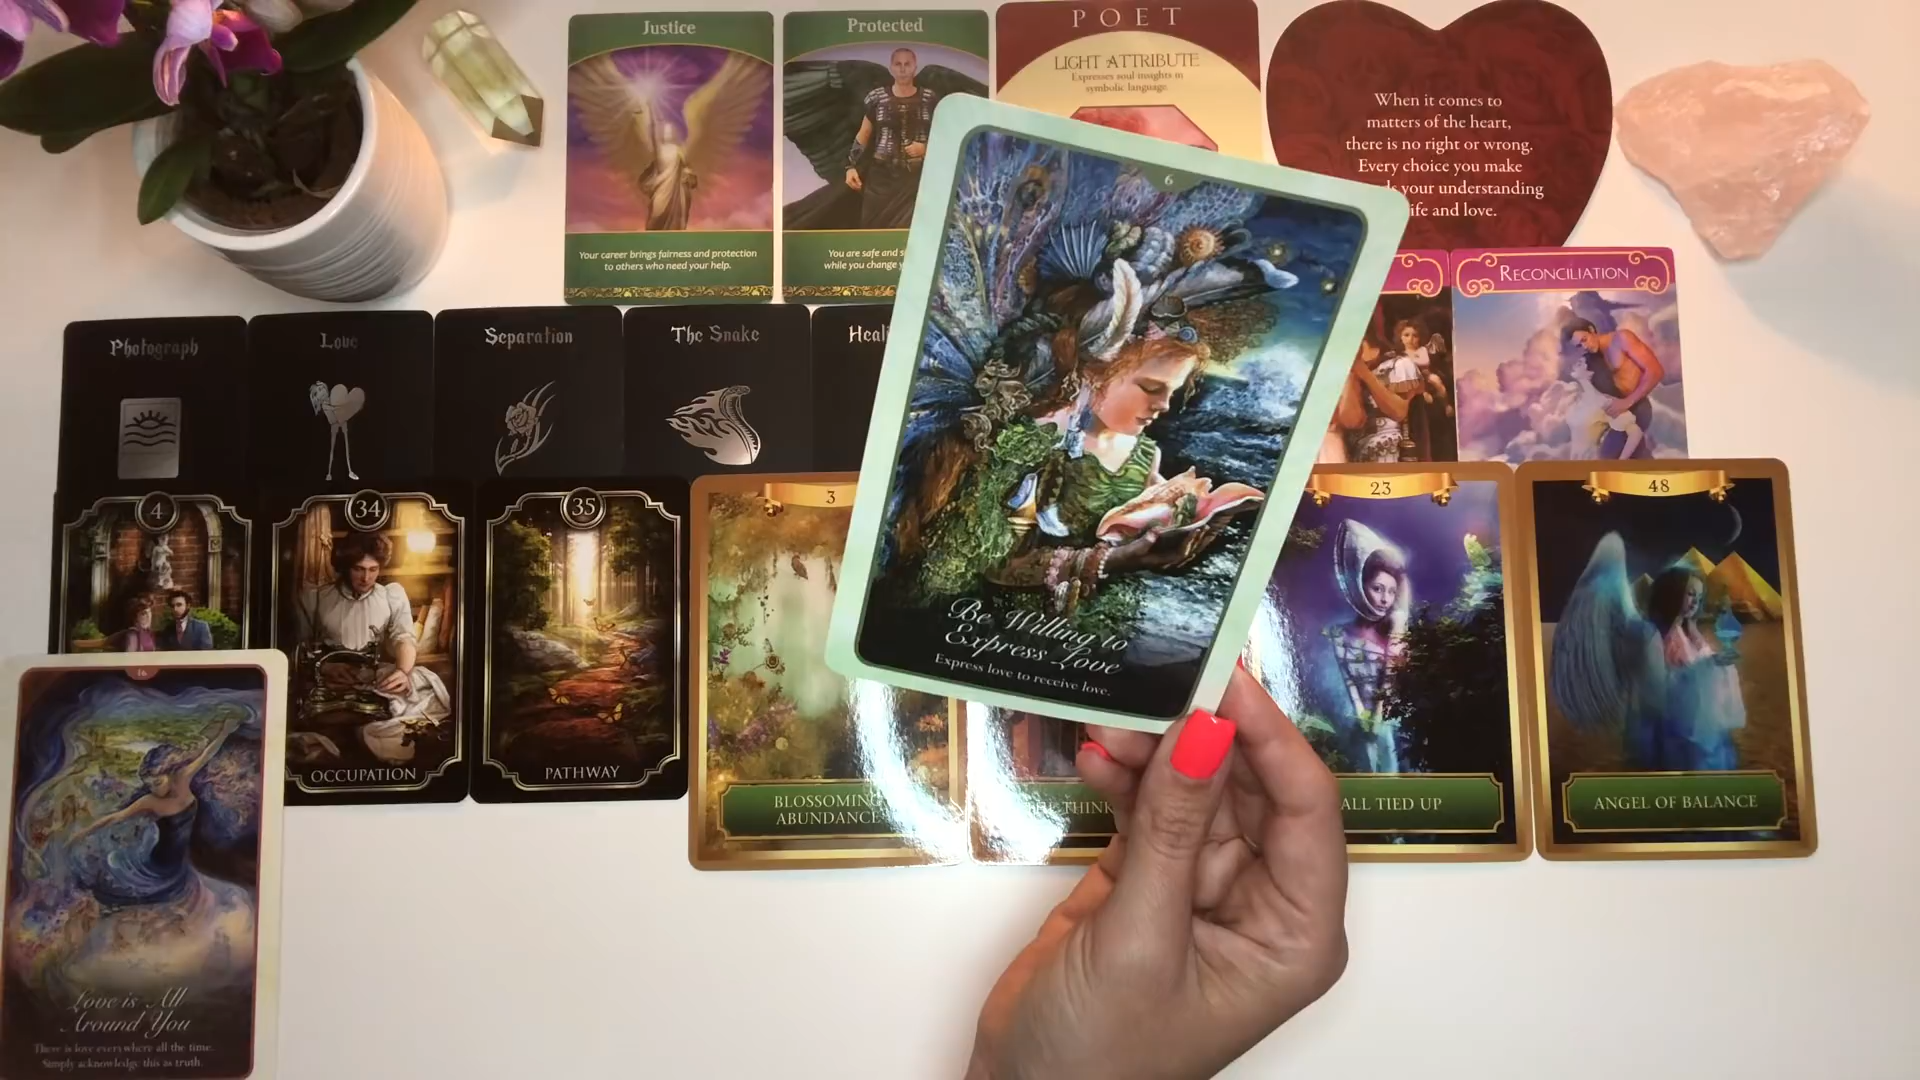 Justice
Your career brings fairness and protection
to others who need your help.
Protected
You are safe and
while you change
POET
LIGHT ATTRIBUTE
Expresses soul insights in
symbolic language.
When it comes to
matters of the heart,
there is no right or wrong.
Every choice you make
your understanding
ife and love.
RECONCILIATION
Photograph
Love
Separation
The Snake
Heali
6
Be Willing to
Express Love
Express love to receive love.
4
34
OCCUPATION
35
PATHWAY
3
BLOSSOMING
ABUNDANCE
THINK
23
ALL TIED UP
48
ANGEL OF BALANCE
16
Love is All
Around You
There is love everywhere all the time.
Simply acknowledge this as truth.